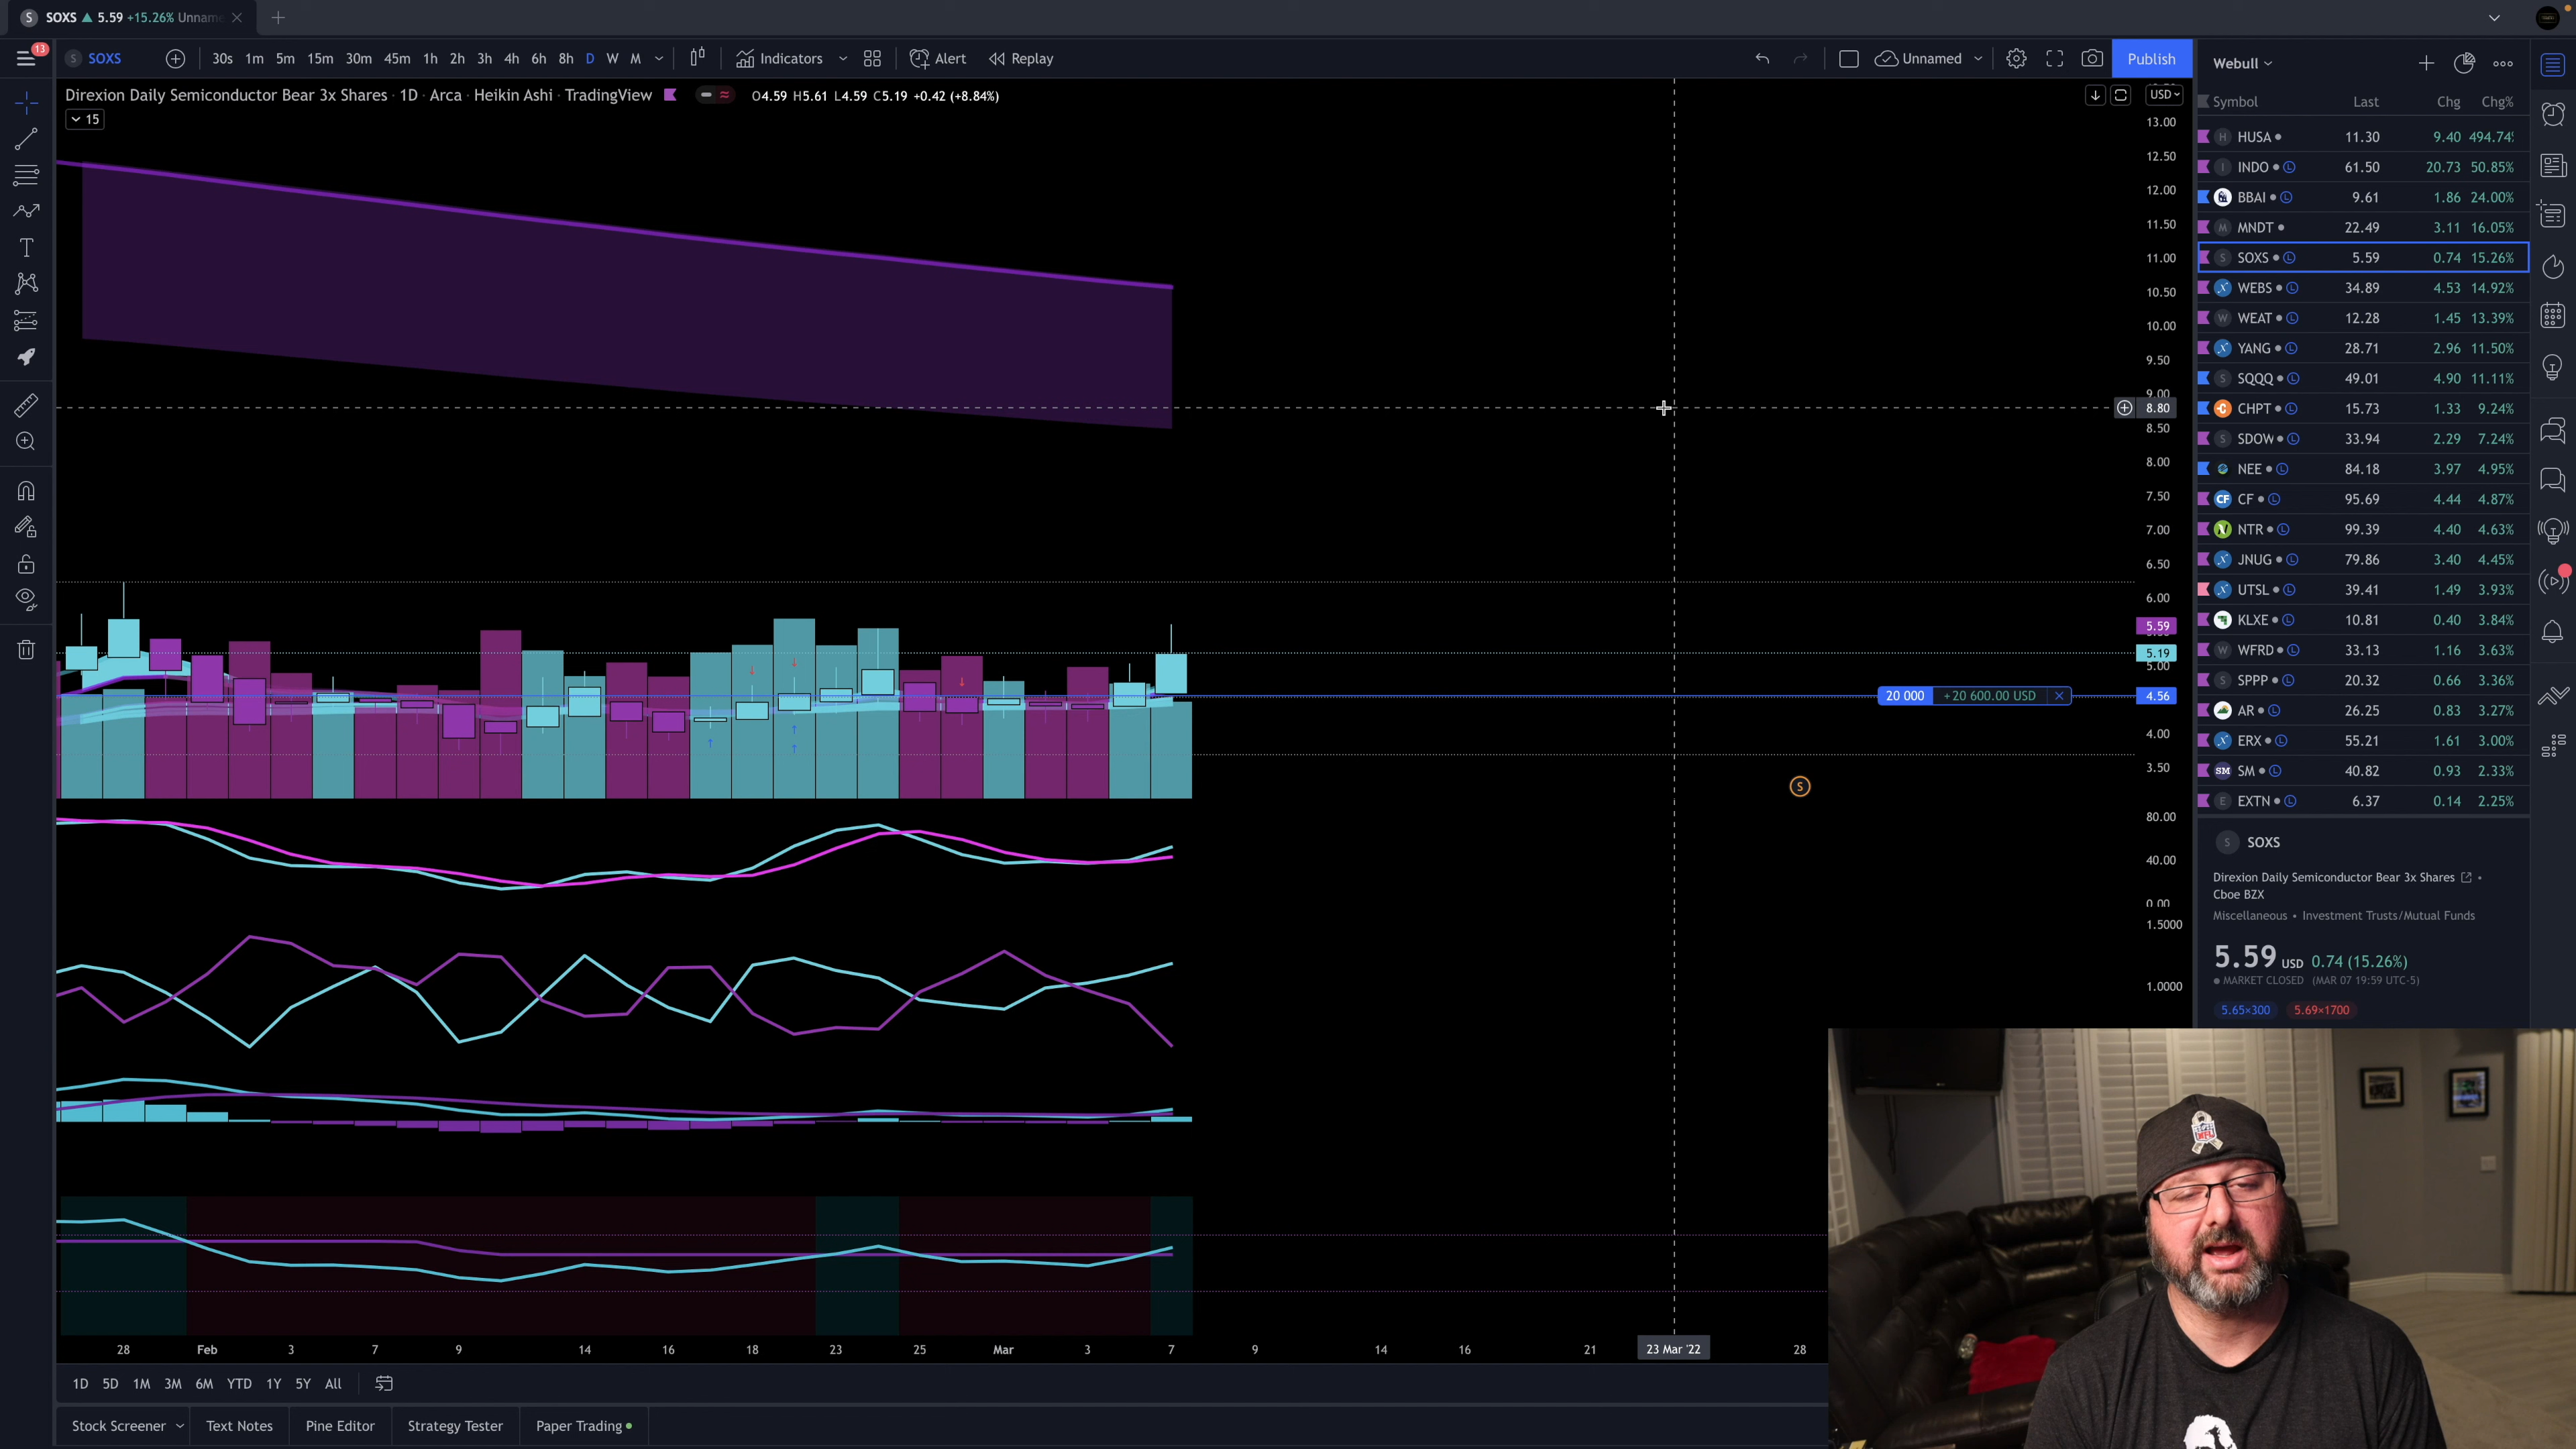 S SOXS 5.59 +15.26% Unnam
13
S SOXS 30s 1m 5m 15m 30m 45m 1h 2h 3h 4h 6h 8h D W M Indicators Alert Replay Unnamed Publish
Direxion Daily Semiconductor Bear 3x Shares · 1D · Arca · Heikin Ashi · TradingView O4.59 H5.61 L4.59 C5.19 +0.42 (+8.84%) USD
15
13.00
12.50
12.00
11.50
11.00
10.50
10.00
9.50
9.00
8.80
8.50
8.00
7.50
7.00
6.50
6.00
5.59
5.19
5.00
20 000 +20 600.00 USD 4.56
4.00
3.50
S
80.00
40.00
0.00
1.5000
1.0000
28 Feb 3 7 9 14 16 18 23 25 Mar 3 7 9 14 16 21 23 Mar '22 28
1D 5D 1M 3M 6M YTD 1Y 5Y All
Stock Screener Text Notes Pine Editor Strategy Tester Paper Trading
Webull
Symbol Last Chg Chg%
H HUSA 11.30 9.40 494.74%
I INDO L 61.50 20.73 50.85%
BBAI L 9.61 1.86 24.00%
M MNDT 22.49 3.11 16.05%
S SOXS L 5.59 0.74 15.26%
WEBS L 34.89 4.53 14.92%
W WEAT L 12.28 1.45 13.39%
YANG L 28.71 2.96 11.50%
S SQQQ L 49.01 4.90 11.11%
CHPT L 15.73 1.33 9.24%
S SDOW L 33.94 2.29 7.24%
NEE L 84.18 3.97 4.95%
CF CF L 95.69 4.44 4.87%
N NTR L 99.39 4.40 4.63%
JNUG L 79.86 3.40 4.45%
UTSL L 39.41 1.49 3.93%
KLXE L 10.81 0.40 3.84%
W WFRD L 33.13 1.16 3.63%
S SPPP L 20.32 0.66 3.36%
AR L 26.25 0.83 3.27%
ERX L 55.21 1.61 3.00%
SM SM L 40.82 0.93 2.33%
E EXTN L 6.37 0.14 2.25%
S SOXS
Direxion Daily Semiconductor Bear 3x Shares •
Cboe BZX
Miscellaneous • Investment Trusts/Mutual Funds
5.59 USD 0.74 (15.26%)
MARKET CLOSED (MAR 07 19:59 UTC-5)
5.65×300 5.69×1700
NFL